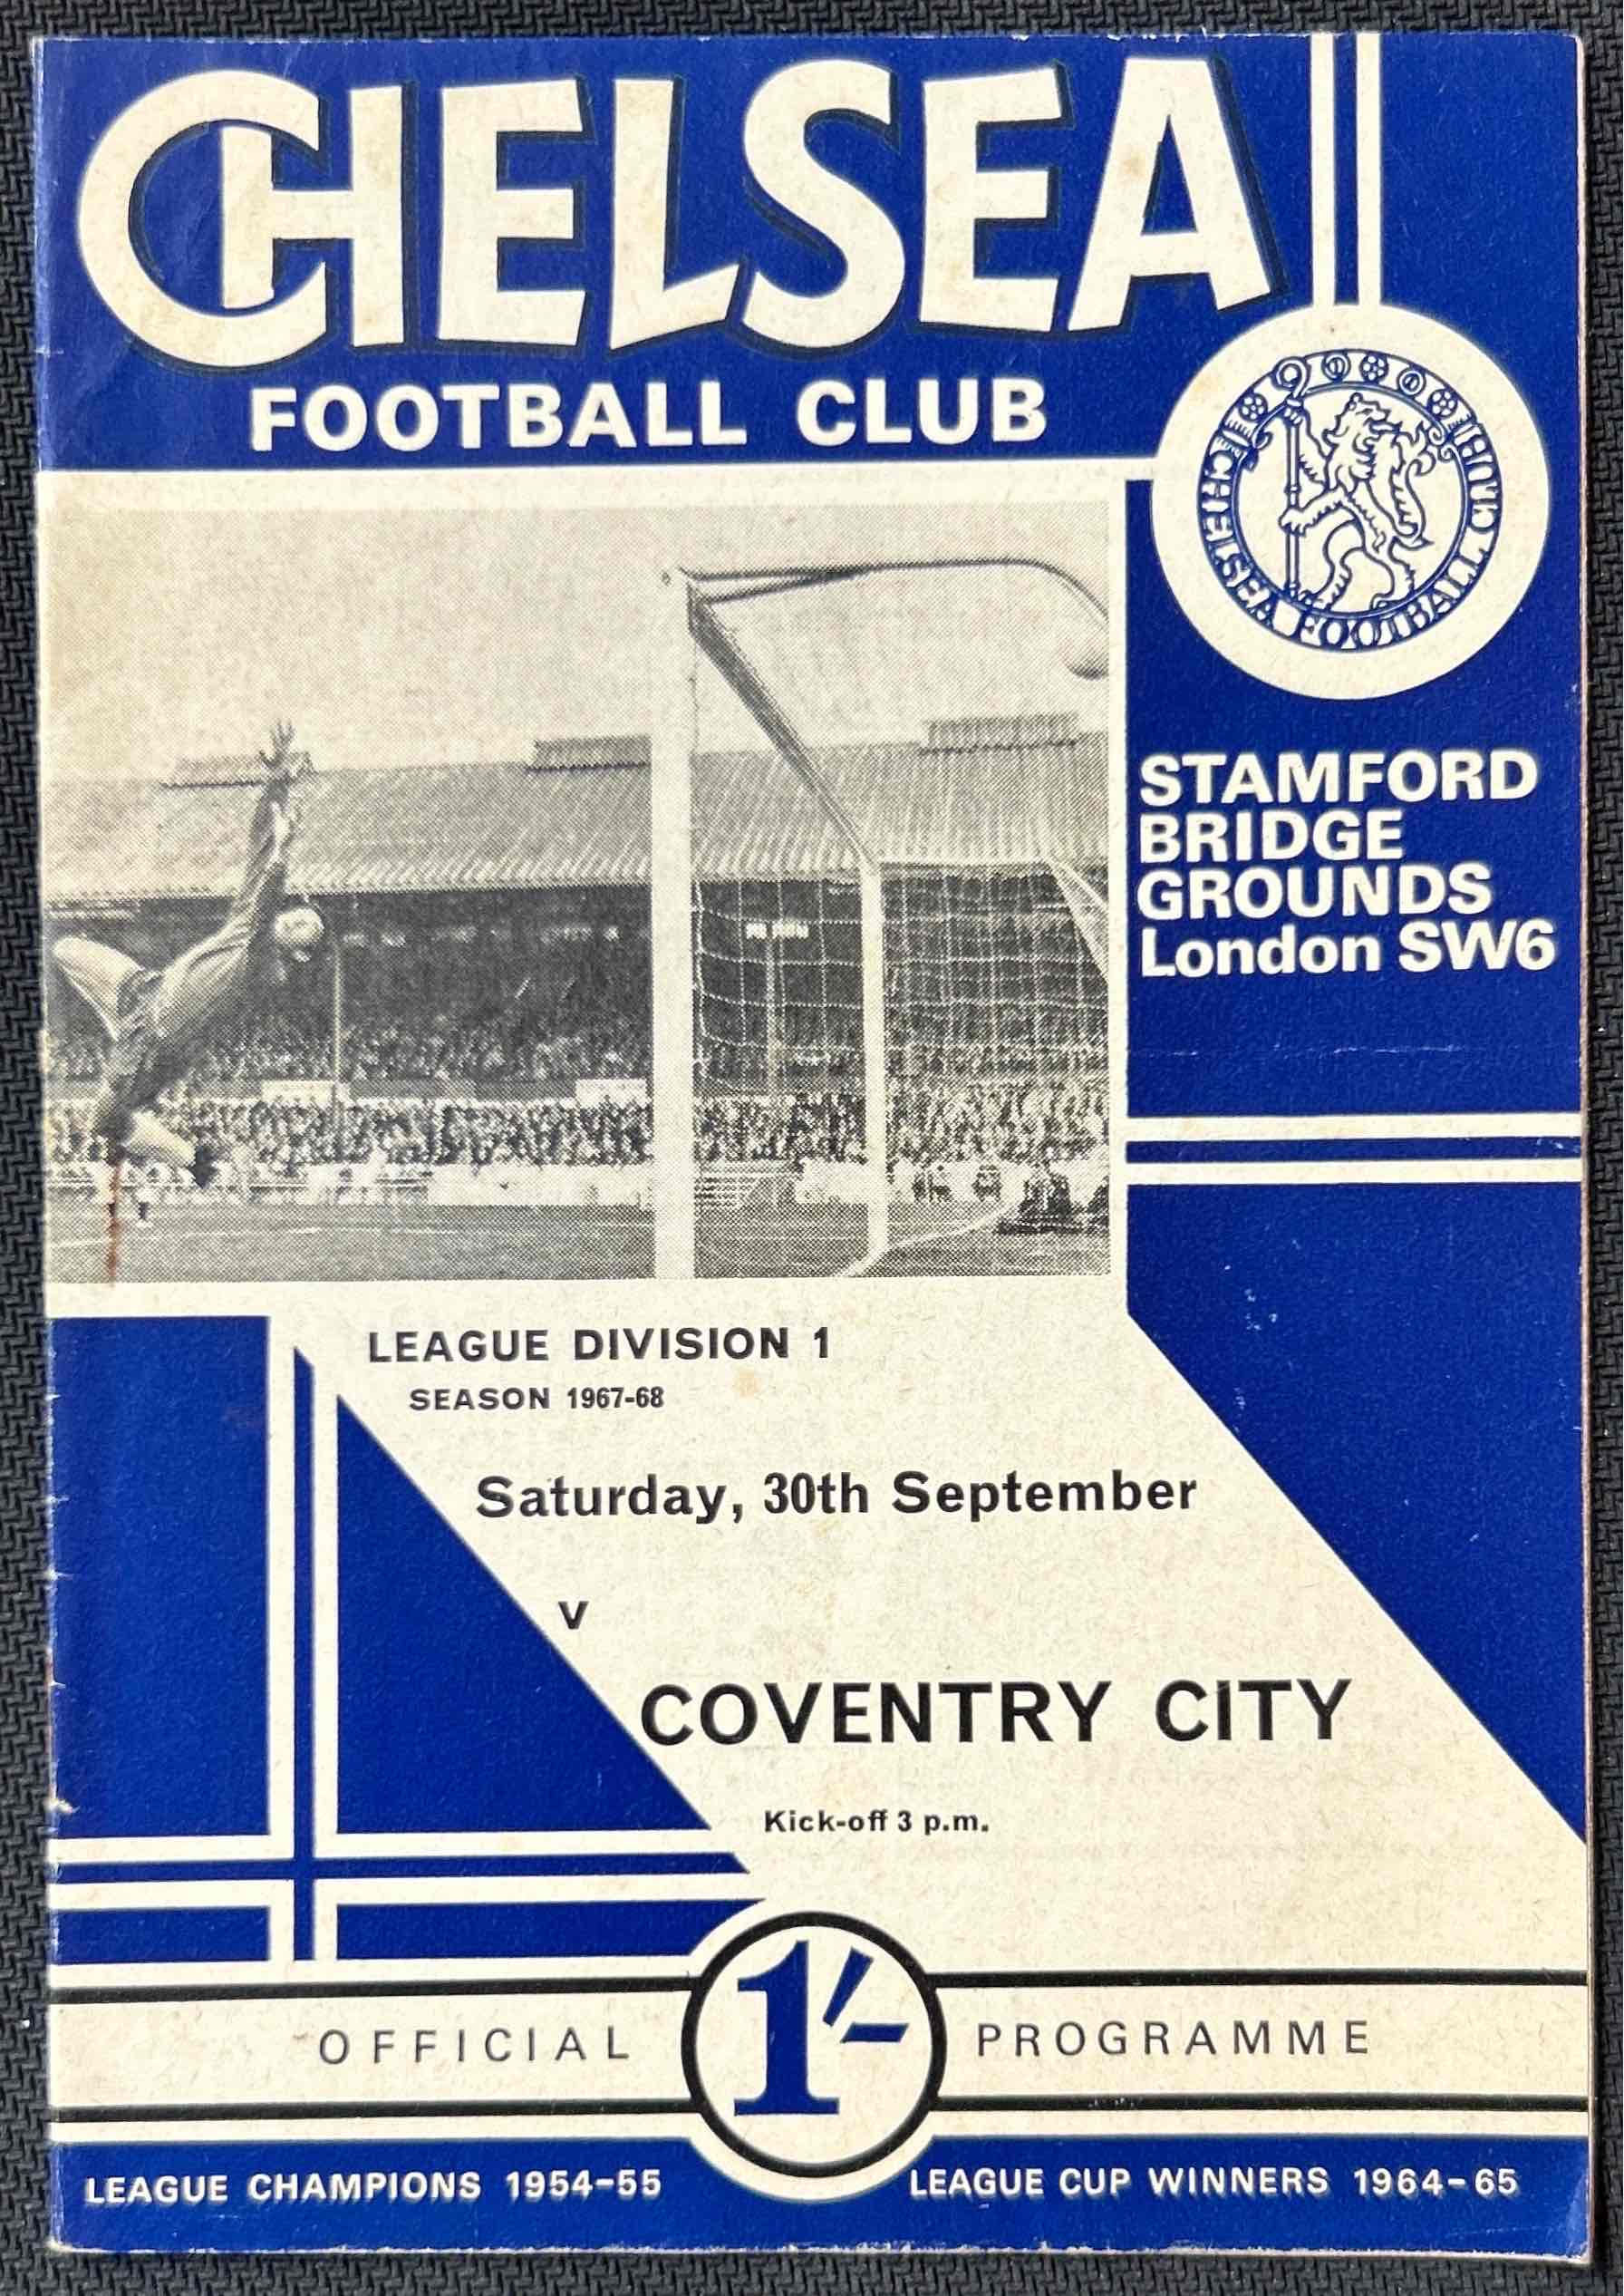 CHELSEA
FOOTBALL CLUB
CHELSEA FOOTBALL CLUB
STAMFORD
BRIDGE
GROUNDS
London SW6
LEAGUE DIVISION 1
SEASON 1967-68
Saturday, 30th September
v
COVENTRY CITY
Kick-off 3 p.m.
OFFICIAL 1/- PROGRAMME
LEAGUE CHAMPIONS 1954-55 LEAGUE CUP WINNERS 1964-65